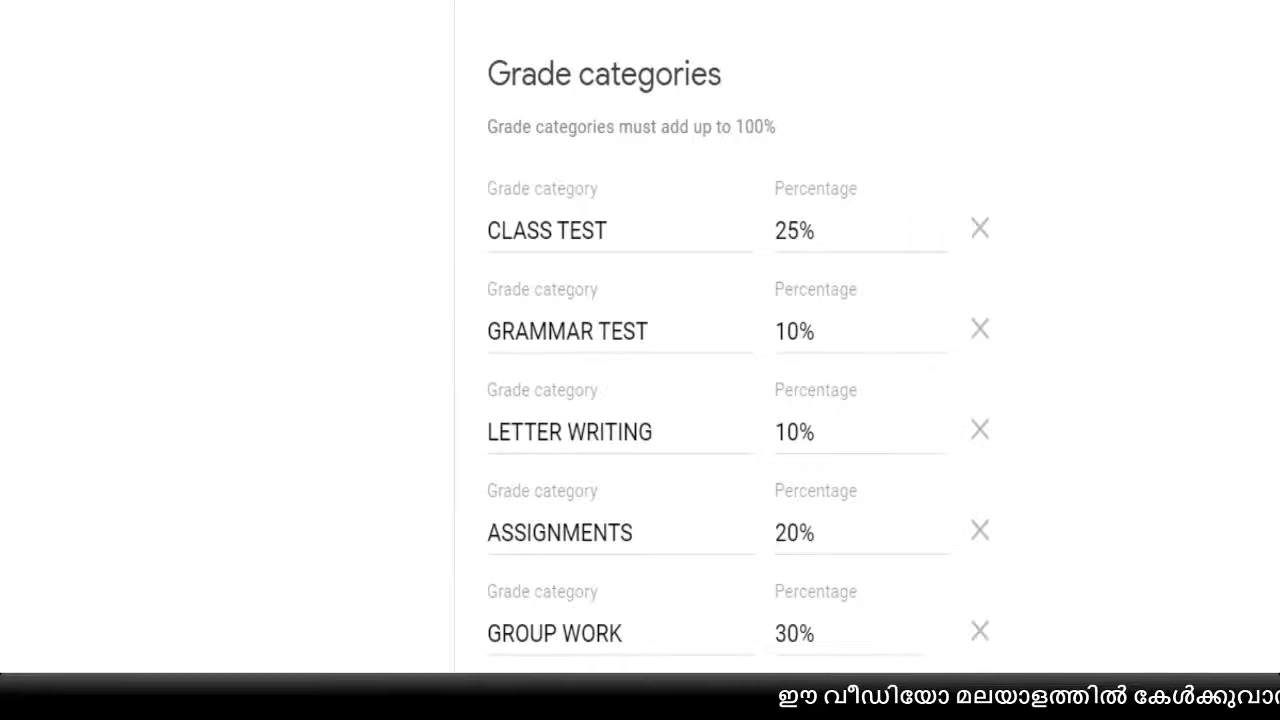 Grade categories
Grade categories must add up to 100%
Grade category Percentage
CLASS TEST 25%
Grade category Percentage
GRAMMAR TEST 10%
Grade category Percentage
LETTER WRITING 10%
Grade category Percentage
ASSIGNMENTS 20%
Grade category Percentage
GROUP WORK 30%
ഈ വീഡിയോ മലയാളത്തിൽ